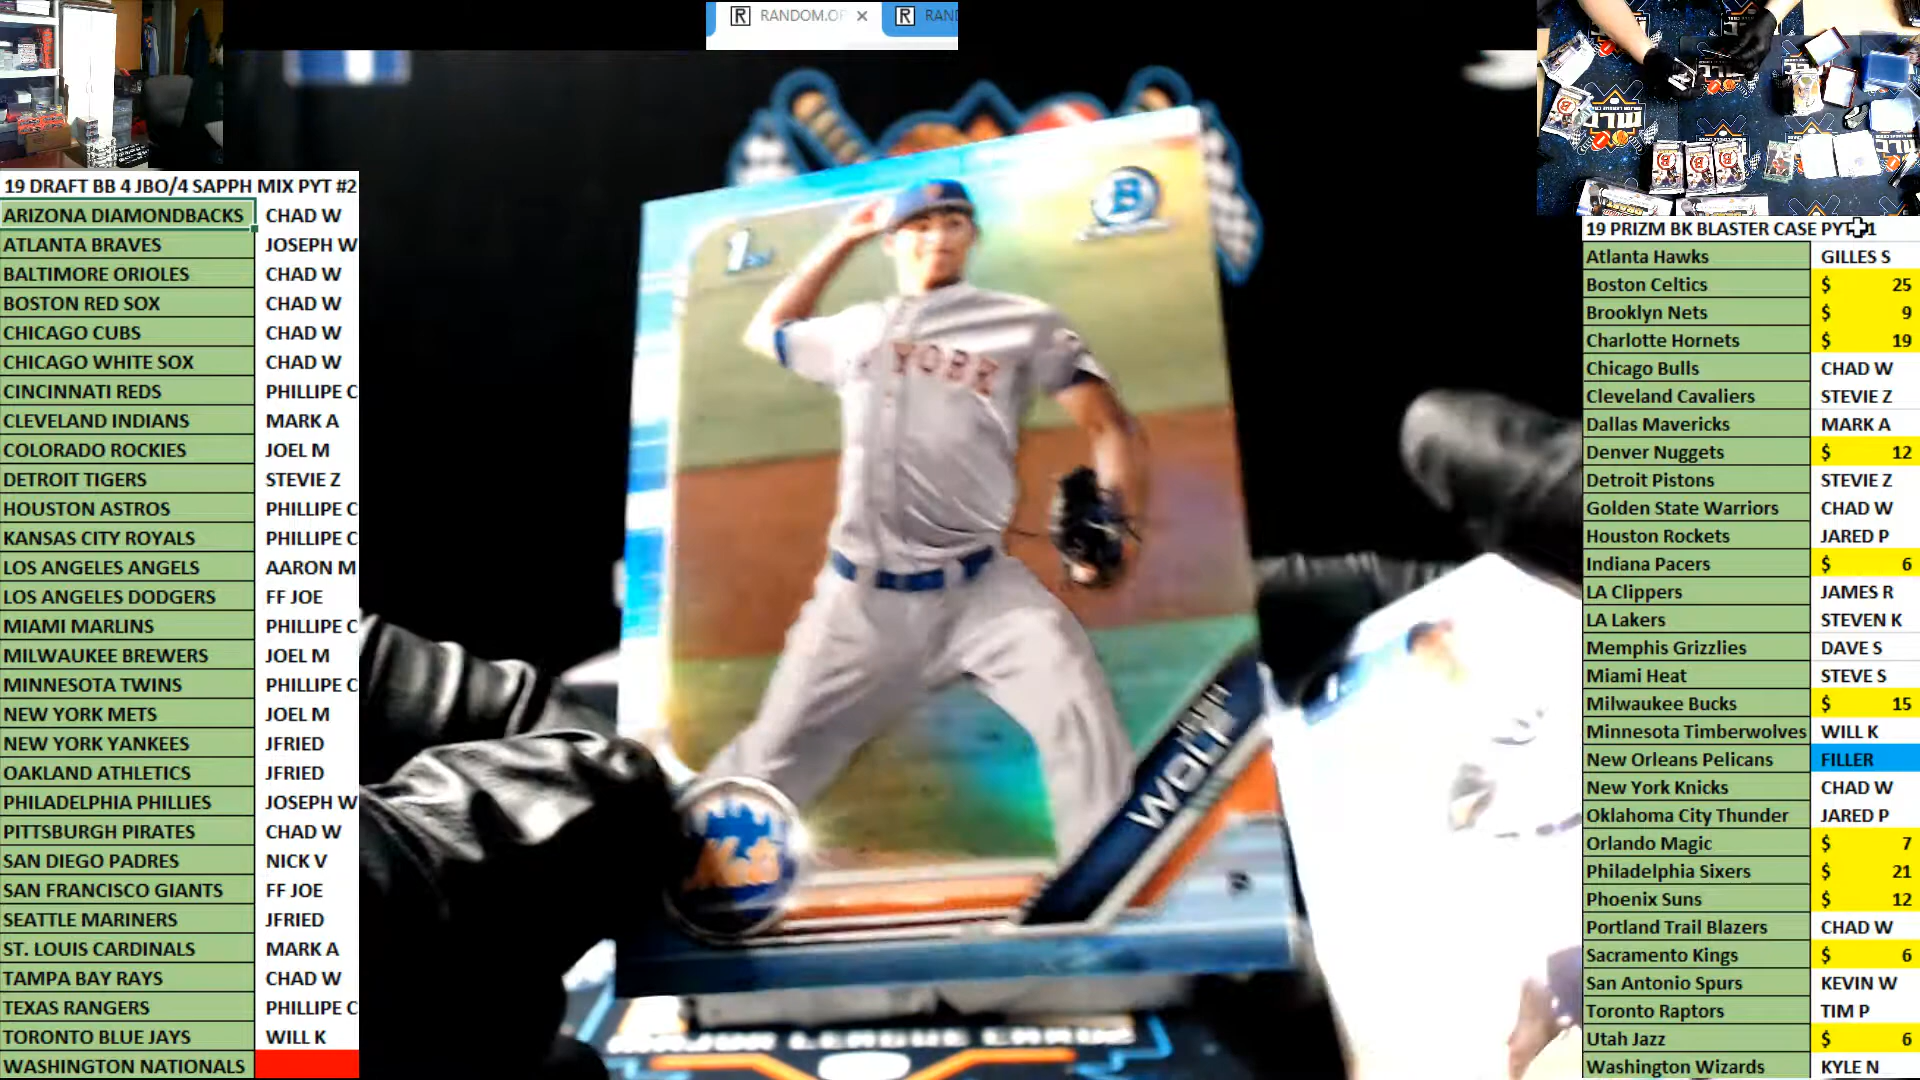 RANDOM.OR
RAND
19 DRAFT BB 4 JBO/4 SAPPH MIX PYT #2
ARIZONA DIAMONDBACKS CHAD W
ATLANTA BRAVES JOSEPH W
BALTIMORE ORIOLES CHAD W
BOSTON RED SOX CHAD W
CHICAGO CUBS CHAD W
CHICAGO WHITE SOX CHAD W
CINCINNATI REDS PHILLIPE C
CLEVELAND INDIANS MARK A
COLORADO ROCKIES JOEL M
DETROIT TIGERS STEVIE Z
HOUSTON ASTROS PHILLIPE C
KANSAS CITY ROYALS PHILLIPE C
LOS ANGELES ANGELS AARON M
LOS ANGELES DODGERS FF JOE
MIAMI MARLINS PHILLIPE C
MILWAUKEE BREWERS JOEL M
MINNESOTA TWINS PHILLIPE C
NEW YORK METS JOEL M
NEW YORK YANKEES JFRIED
OAKLAND ATHLETICS JFRIED
PHILADELPHIA PHILLIES JOSEPH W
PITTSBURGH PIRATES CHAD W
SAN DIEGO PADRES NICK V
SAN FRANCISCO GIANTS FF JOE
SEATTLE MARINERS JFRIED
ST. LOUIS CARDINALS MARK A
TAMPA BAY RAYS CHAD W
TEXAS RANGERS PHILLIPE C
TORONTO BLUE JAYS WILL K
WASHINGTON NATIONALS
1st
B
YORK
WOLF
P
MAJOR LEAGUE CARDS
19 PRIZM BK BLASTER CASE PYT 1
Atlanta Hawks GILLES S
Boston Celtics $ 25
Brooklyn Nets $ 9
Charlotte Hornets $ 19
Chicago Bulls CHAD W
Cleveland Cavaliers STEVIE Z
Dallas Mavericks MARK A
Denver Nuggets $ 12
Detroit Pistons STEVIE Z
Golden State Warriors CHAD W
Houston Rockets JARED P
Indiana Pacers $ 6
LA Clippers JAMES R
LA Lakers STEVEN K
Memphis Grizzlies DAVE S
Miami Heat STEVE S
Milwaukee Bucks $ 15
Minnesota Timberwolves WILL K
New Orleans Pelicans FILLER
New York Knicks CHAD W
Oklahoma City Thunder JARED P
Orlando Magic $ 7
Philadelphia Sixers $ 21
Phoenix Suns $ 12
Portland Trail Blazers CHAD W
Sacramento Kings $ 6
San Antonio Spurs KEVIN W
Toronto Raptors TIM P
Utah Jazz $ 6
Washington Wizards KYLE N